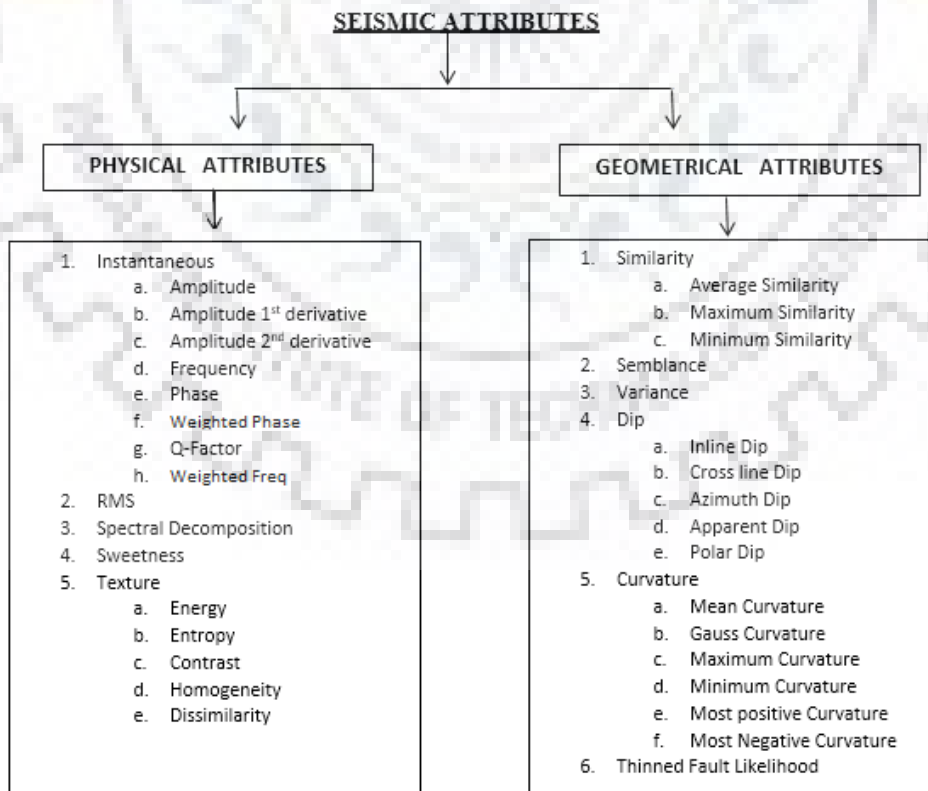 SEISMIC ATTRIBUTES
PHYSICAL ATTRIBUTES
1. Instantaneous
a. Amplitude
b. Amplitude 1st derivative
c. Amplitude 2nd derivative
d. Frequency
e. Phase
f. Weighted Phase
g. Q-Factor
h. Weighted Freq
2. RMS
3. Spectral Decomposition
4. Sweetness
5. Texture
a. Energy
b. Entropy
c. Contrast
d. Homogeneity
e. Dissimilarity
GEOMETRICAL ATTRIBUTES
1. Similarity
a. Average Similarity
b. Maximum Similarity
c. Minimum Similarity
2. Semblance
3. Variance
4. Dip
a. Inline Dip
b. Cross line Dip
c. Azimuth Dip
d. Apparent Dip
e. Polar Dip
5. Curvature
a. Mean Curvature
b. Gauss Curvature
c. Maximum Curvature
d. Minimum Curvature
e. Most positive Curvature
f. Most Negative Curvature
6. Thinned Fault Likelihood
OF